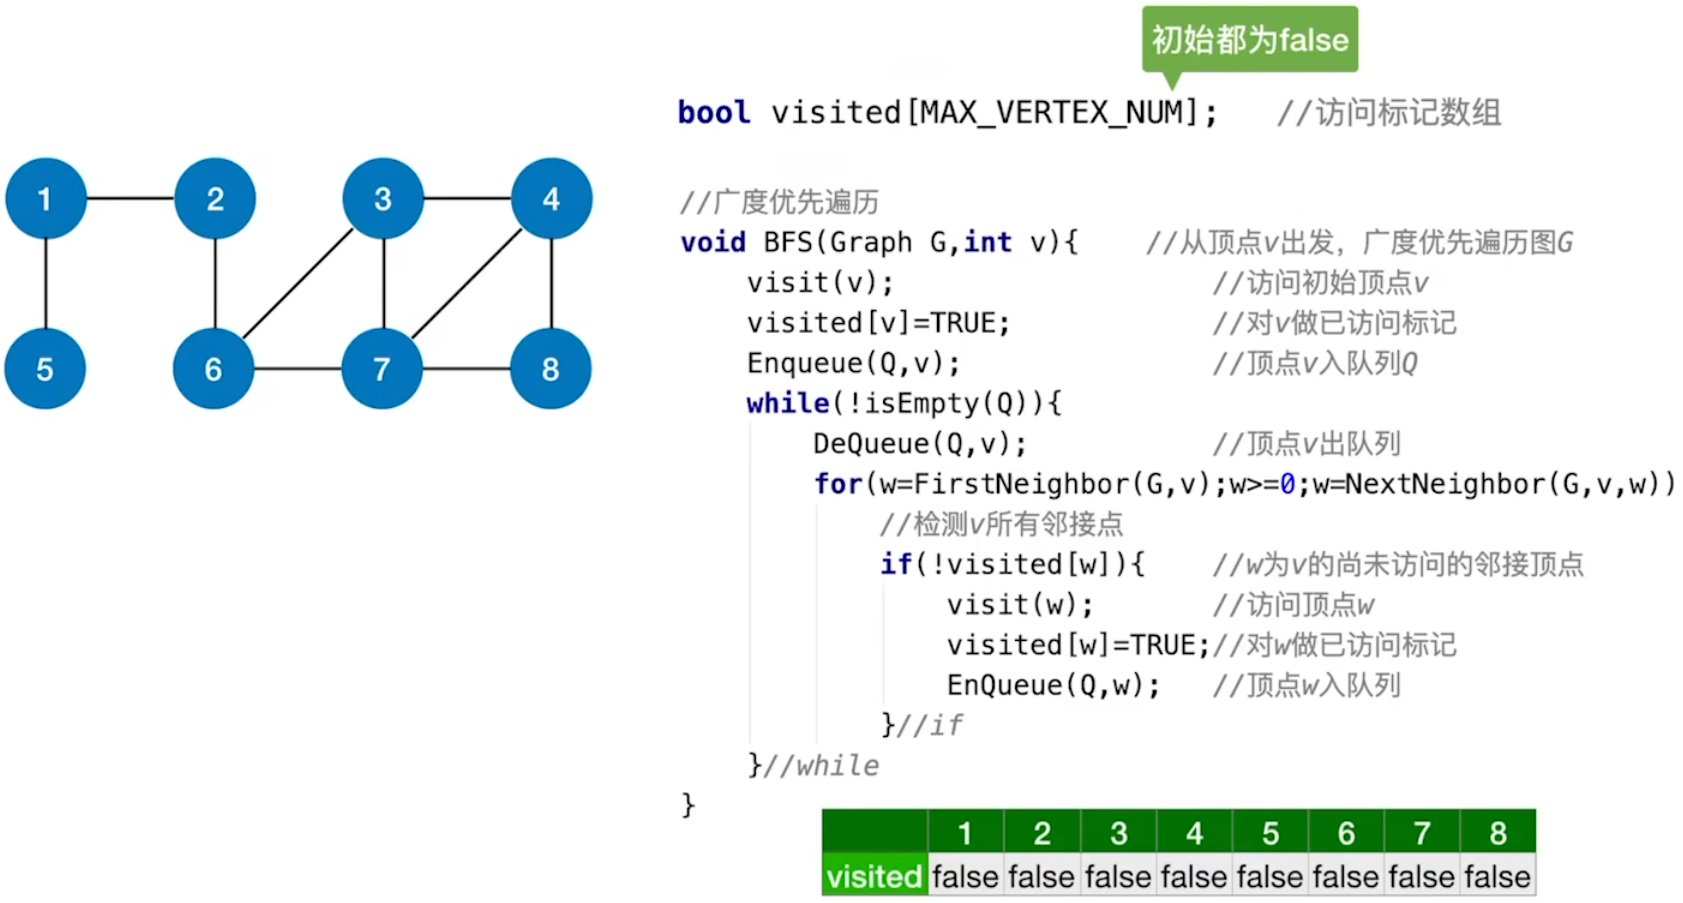 初始都为false
bool visited[MAX_VERTEX_NUM]; //访问标记数组
1 2 3 4
5 6 7 8
//广度优先遍历
void BFS(Graph G,int v){ //从顶点v出发，广度优先遍历图G
visit(v); //访问初始顶点v
visited[v]=TRUE; //对v做已访问标记
Enqueue(Q,v); //顶点v入队列Q
while(!isEmpty(Q)){
DeQueue(Q,v); //顶点v出队列
for(w=FirstNeighbor(G,v);w>=0;w=NextNeighbor(G,v,w))
//检测v所有邻接点
if(!visited[w]){ //w为v的尚未访问的邻接顶点
visit(w); //访问顶点w
visited[w]=TRUE;//对w做已访问标记
EnQueue(Q,w); //顶点w入队列
}//if
}//while
}
1 2 3 4 5 6 7 8
visited false false false false false false false false